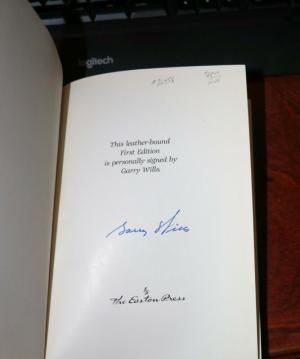 logitech
This leather-bound
First Edition
is personally signed by
Garry Wills.
Garry Wills
The Easton Press